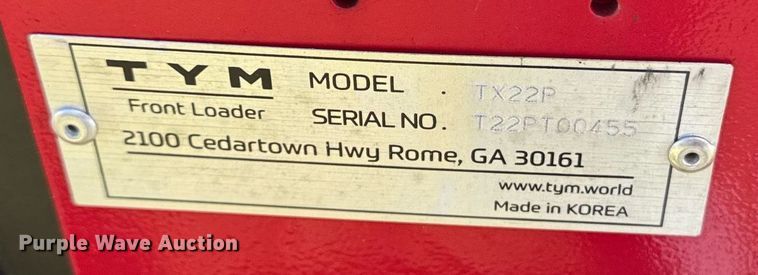 TYM MODEL . TX22P
Front Loader SERIAL NO. T22PT00455
2100 Cedartown Hwy Rome, GA 30161
www.tym.world
Made in KOREA
Purple Wave Auction